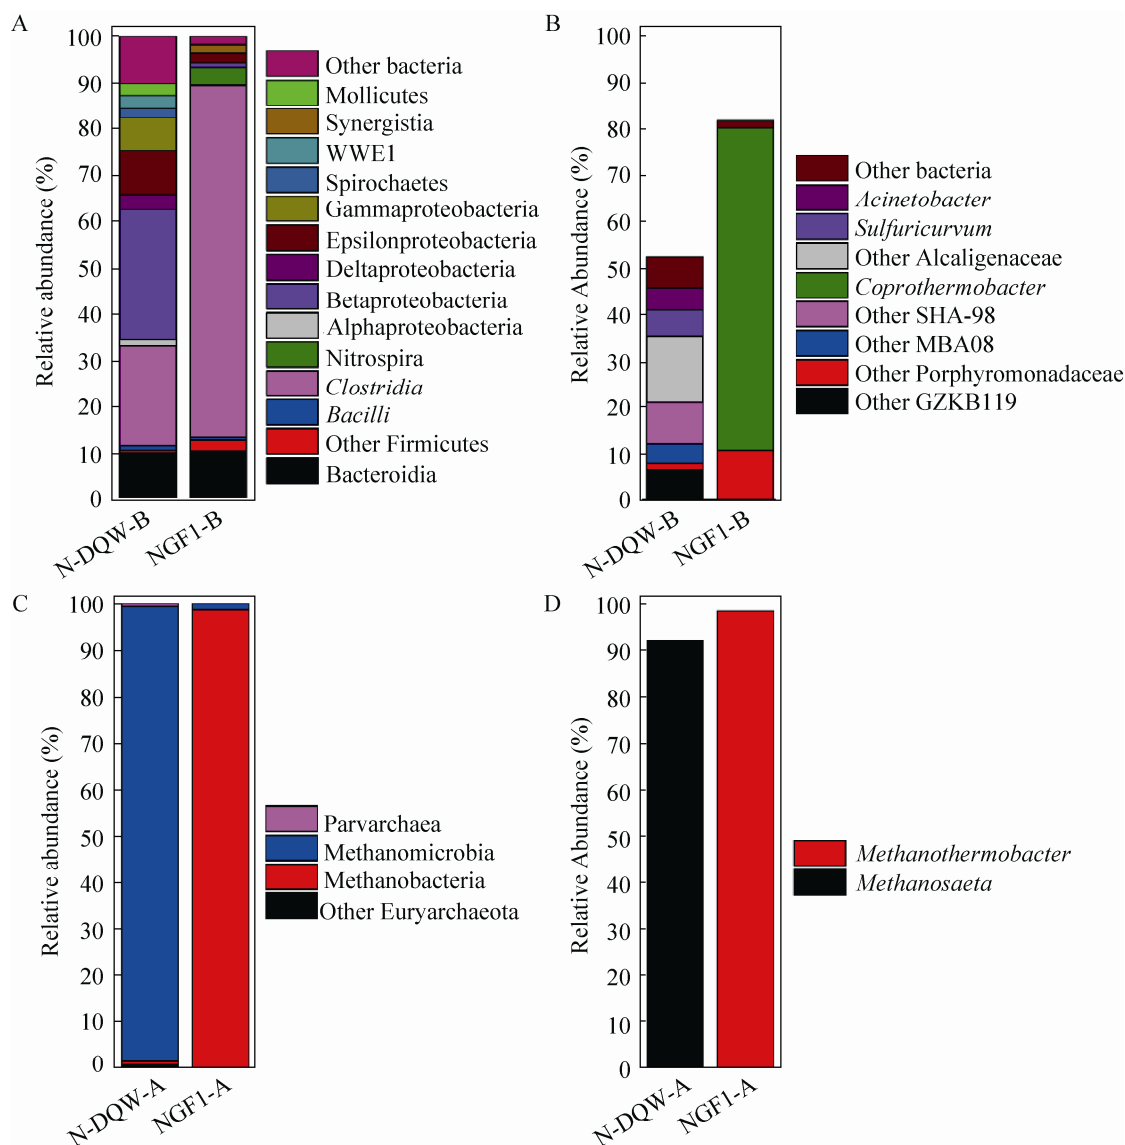 A
Relative abundance (%)
100
90
80
70
60
50
40
30
20
10
0
N-DQW-B
NGF1-B
Other bacteria
Mollicutes
Synergistia
WWE1
Spirochaetes
Gammaproteobacteria
Epsilonproteobacteria
Deltaproteobacteria
Betaproteobacteria
Alphaproteobacteria
Nitrospira
Clostridia
Bacilli
Other Firmicutes
Bacteroidia
B
Relative Abundance (%)
100
90
80
70
60
50
40
30
20
10
0
N-DQW-B
NGF1-B
Other bacteria
Acinetobacter
Sulfuricurvum
Other Alcaligenaceae
Coprothermobacter
Other SHA-98
Other MBA08
Other Porphyromonadaceae
Other GZKB119
C
Relative abundance (%)
100
90
80
70
60
50
40
30
20
10
0
N-DQW-A
NGF1-A
Parvarchaea
Methanomicrobia
Methanobacteria
Other Euryarchaeota
D
Relative Abundance (%)
100
90
80
70
60
50
40
30
20
10
0
N-DQW-A
NGF1-A
Methanothermobacter
Methanosaeta